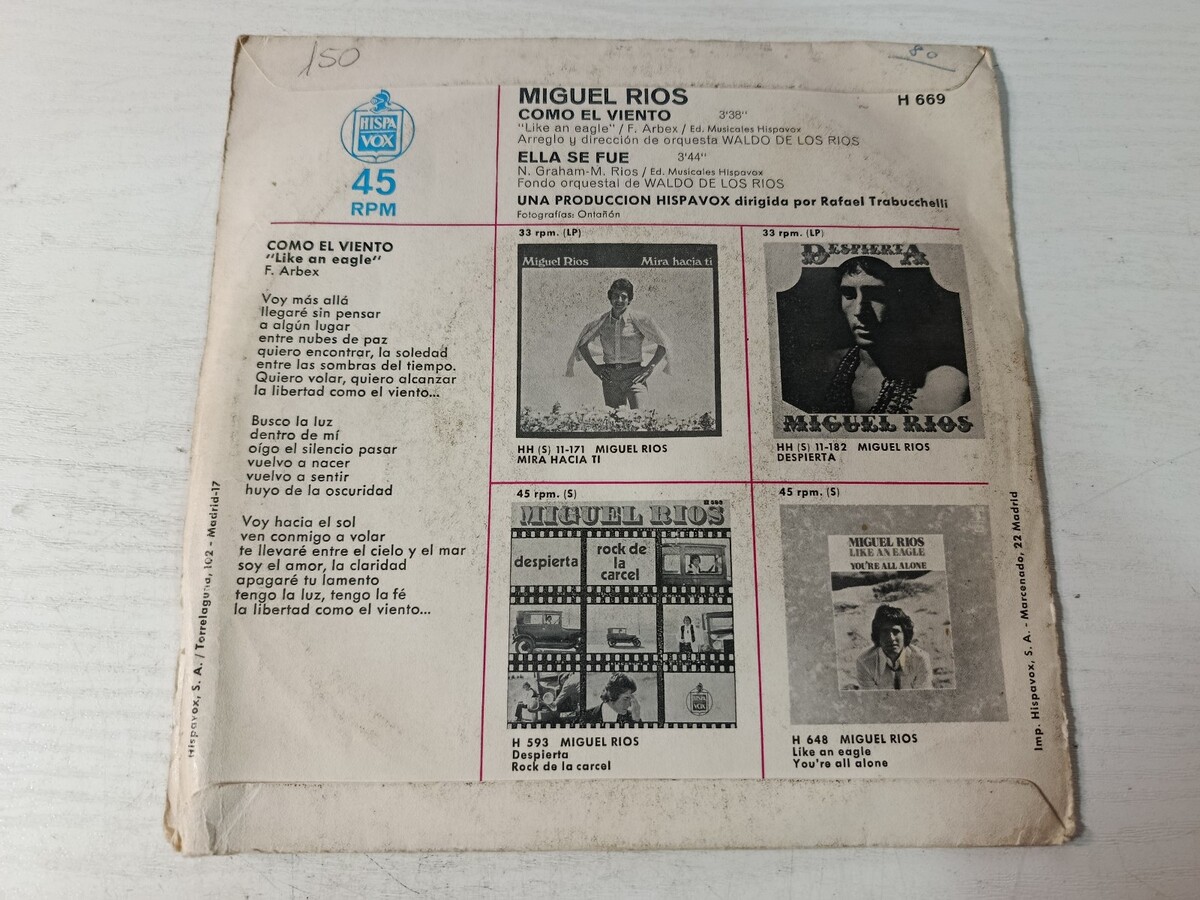 150
80
HISPA
VOX
45
RPM
MIGUEL RIOS
H 669
COMO EL VIENTO 3'38"
"Like an eagle" / F. Arbex / Ed. Musicales Hispavox
Arreglo y dirección de orquesta WALDO DE LOS RIOS
ELLA SE FUE 3'44"
N. Graham-M. Rios / Ed. Musicales Hispavox
Fondo orquestal de WALDO DE LOS RIOS
UNA PRODUCCION HISPAVOX dirigida por Rafael Trabucchelli
Fotografías: Ontañón
COMO EL VIENTO
"Like an eagle"
F. Arbex
Voy más allá
llegaré sin pensar
a algún lugar
entre nubes de paz
quiero encontrar, la soledad
entre las sombras del tiempo.
Quiero volar, quiero alcanzar
la libertad como el viento...
Busco la luz
dentro de mí
oígo el silencio pasar
vuelvo a nacer
vuelvo a sentir
huyo de la oscuridad
Voy hacia el sol
ven conmigo a volar
te llevaré entre el cielo y el mar
soy el amor, la claridad
apagaré tu lamento
tengo la luz, tengo la fé
la libertad como el viento...
Hispavox, S. A. / Torrelaguna, 102 - Madrid-17
33 rpm. (LP)
Miguel Rios Mira hacia ti
HH (S) 11-171 MIGUEL RIOS
MIRA HACIA TI
33 rpm. (LP)
DESPIERTA
MIGUEL RIOS
HH (S) 11-182 MIGUEL RIOS
DESPIERTA
45 rpm. (S)
MIGUEL RIOS
despierta
rock de
la
carcel
HISPA
VOX
H 593 MIGUEL RIOS
Despierta
Rock de la carcel
45 rpm. (S)
MIGUEL RIOS
LIKE AN EAGLE
YOU'RE ALL ALONE
H 648 MIGUEL RIOS
Like an eagle
You're all alone
Imp. Hispavox, S. A. - Marcenado, 22 Madrid